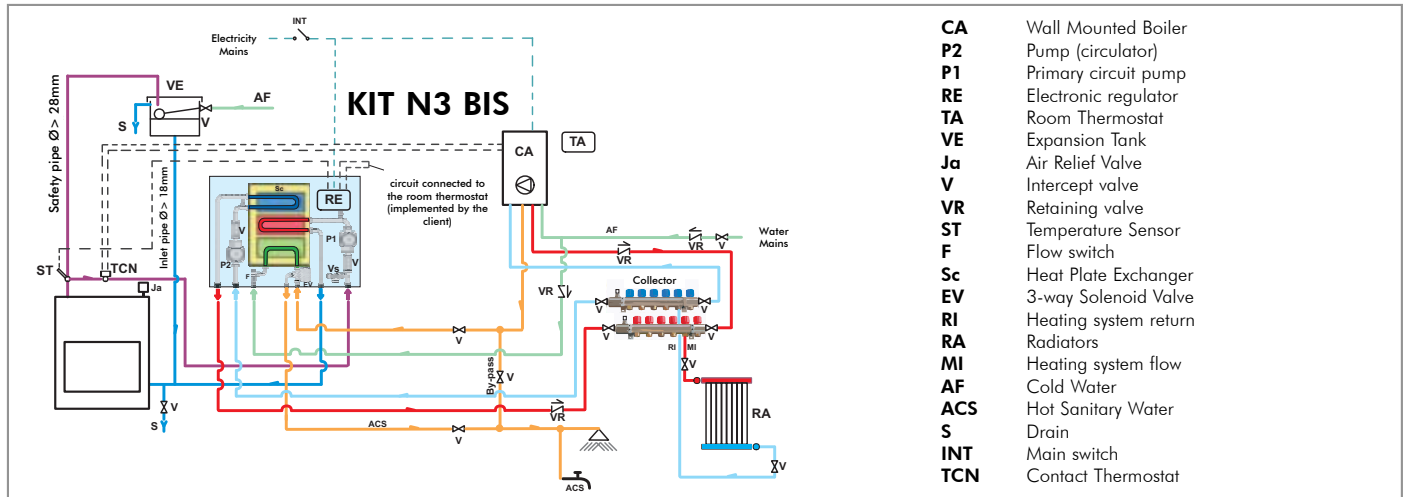 INT
Electricity
Mains
VE
AF
V
S
Safety pipe Ø> 28mm
Inlet pipe Ø> 18mm
KIT N3 BIS
CA
TA
Sc
RE
circuit connected to
the room thermostat
(implemented by the
client)
V
P1
P2
V
F
EV
Vs
ST
TCN
Ja
AF
VR
V
Water
Mains
VR
VR
Collector
V
V
V
V
RI
MI
V
V
By-pass
V
VR
RA
V
S
V
ACS
V
V
ACS
CA Wall Mounted Boiler
P2 Pump (circulator)
P1 Primary circuit pump
RE Electronic regulator
TA Room Thermostat
VE Expansion Tank
Ja Air Relief Valve
V Intercept valve
VR Retaining valve
ST Temperature Sensor
F Flow switch
Sc Heat Plate Exchanger
EV 3-way Solenoid Valve
RI Heating system return
RA Radiators
MI Heating system flow
AF Cold Water
ACS Hot Sanitary Water
S Drain
INT Main switch
TCN Contact Thermostat